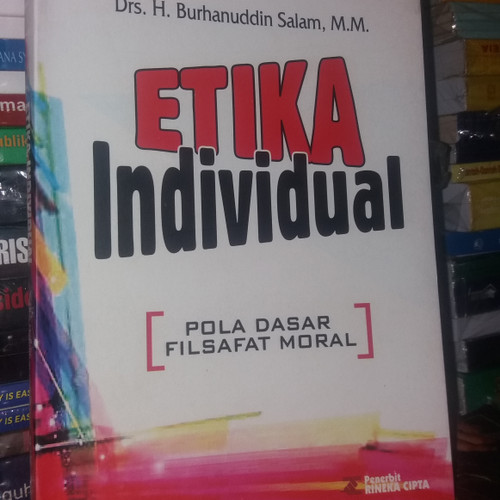 Drs. H. Burhanuddin Salam, M.M.
ETIKA
Individual
[ POLA DASAR
FILSAFAT MORAL ]
Penerbit
RINEKA CIPTA